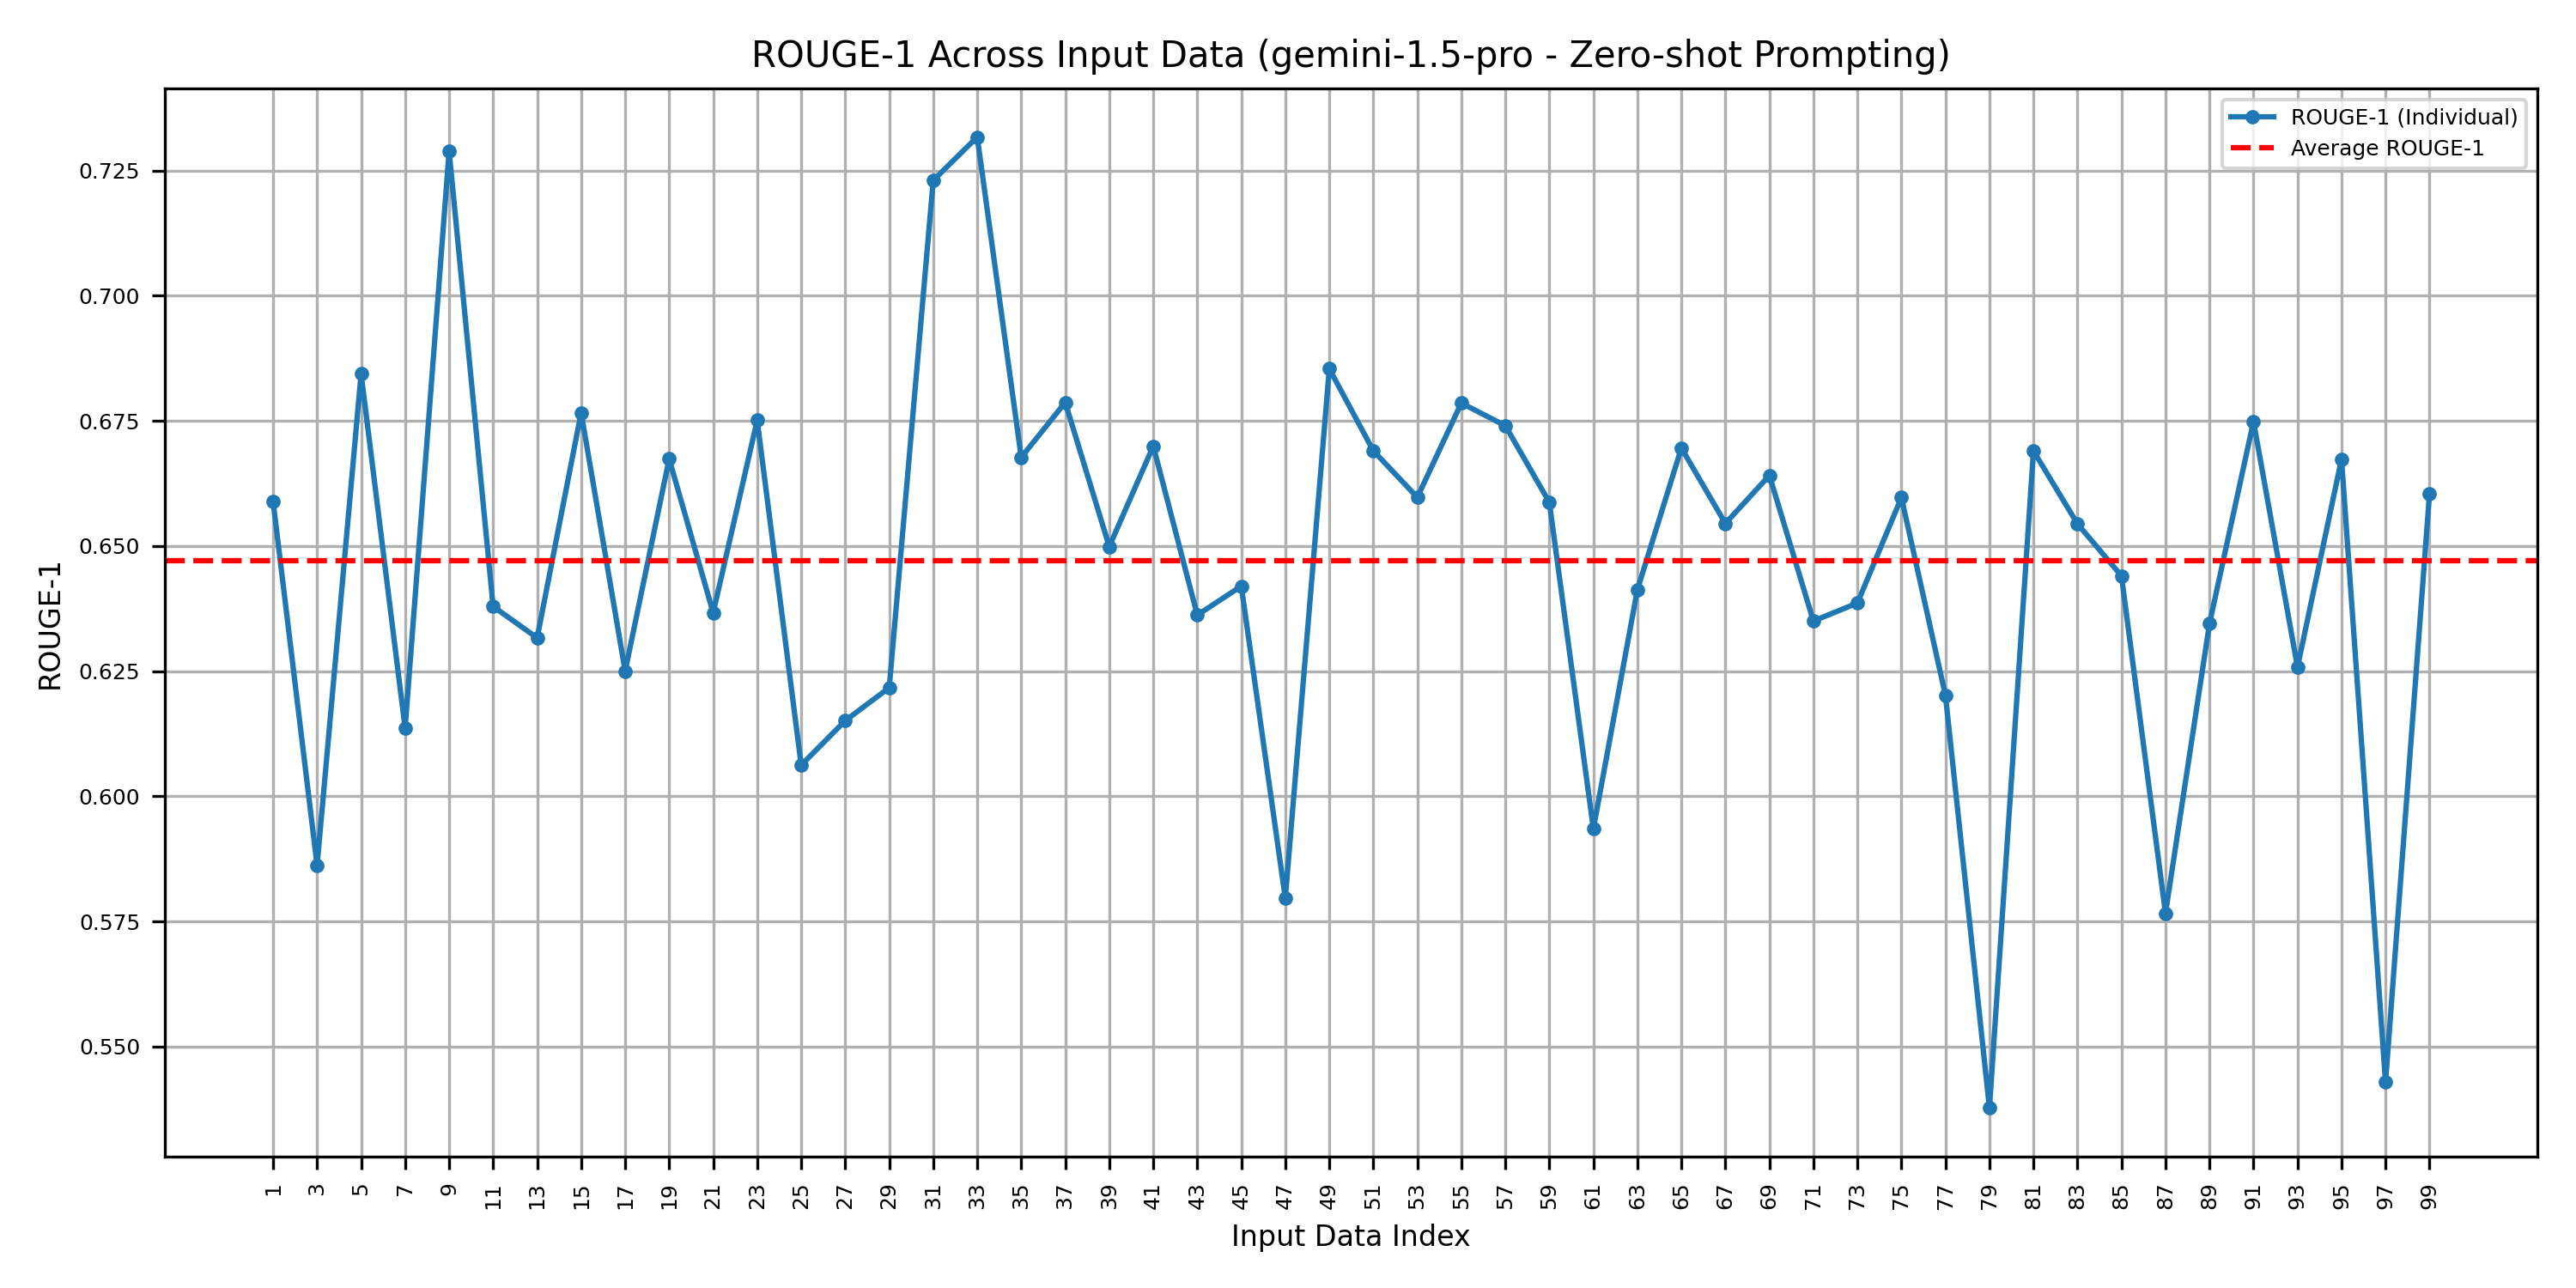 ROUGE-1 Across Input Data (gemini-1.5-pro - Zero-shot Prompting)
ROUGE-1 (Individual)
Average ROUGE-1
0.725
0.700
0.675
0.650
0.625
0.600
0.575
0.550
ROUGE-1
1 3 5 7 9 11 13 15 17 19 21 23 25 27 29 31 33 35 37 39 41 43 45 47 49 51 53 55 57 59 61 63 65 67 69 71 73 75 77 79 81 83 85 87 89 91 93 95 97 99
Input Data Index